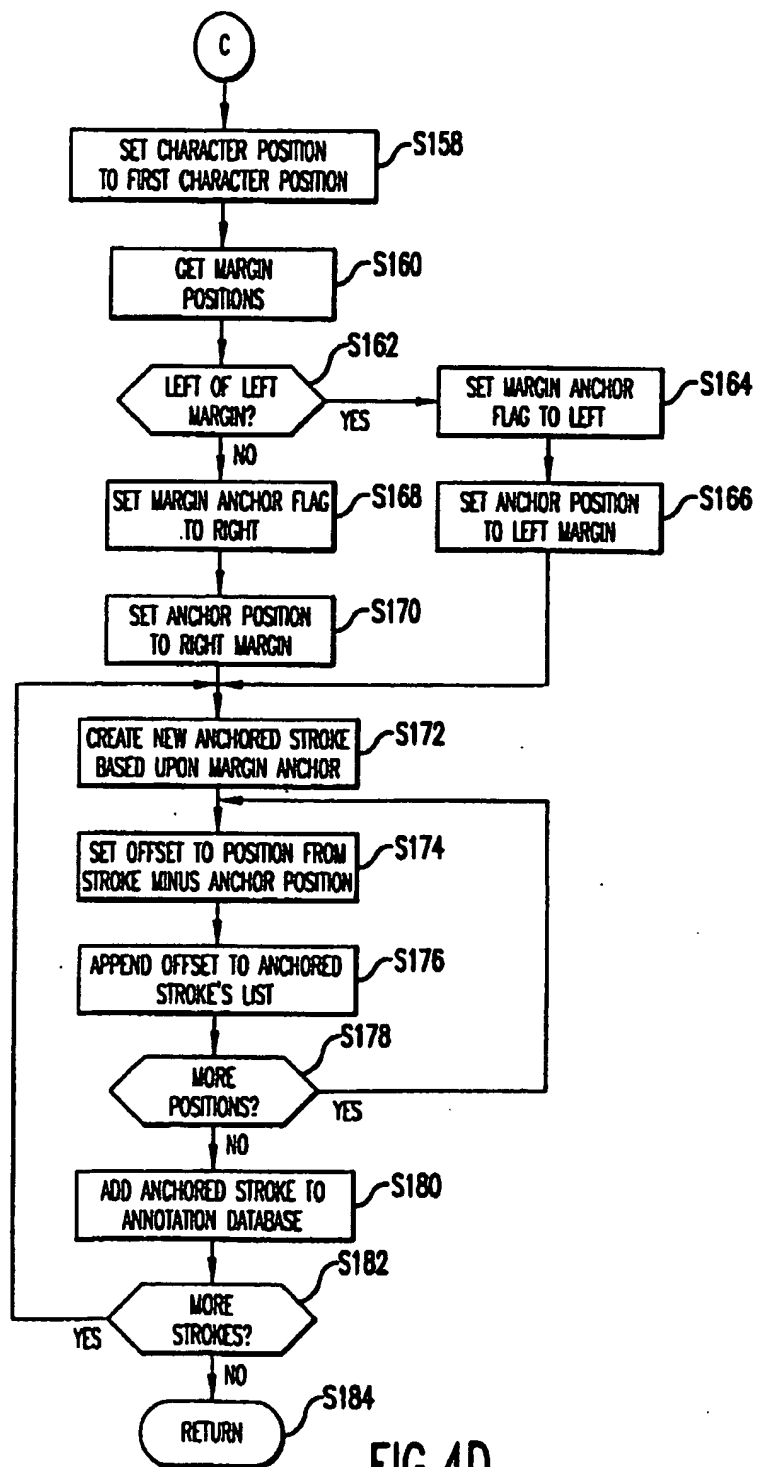 C
SET CHARACTER POSITION
TO FIRST CHARACTER POSITION
S158
GET MARGIN
POSITIONS
S160
LEFT OF LEFT
MARGIN?
S162
YES
SET MARGIN ANCHOR
FLAG TO LEFT
S164
NO
SET MARGIN ANCHOR FLAG
TO RIGHT
S168
SET ANCHOR POSITION
TO LEFT MARGIN
S166
SET ANCHOR POSITION
TO RIGHT MARGIN
S170
CREATE NEW ANCHORED STROKE
BASED UPON MARGIN ANCHOR
S172
SET OFFSET TO POSITION FROM
STROKE MINUS ANCHOR POSITION
S174
APPEND OFFSET TO ANCHORED
STROKE'S LIST
S176
MORE
POSITIONS?
S178
YES
NO
ADD ANCHORED STROKE TO
ANNOTATION DATABASE
S180
MORE
STROKES?
S182
YES
NO
RETURN
S184
FIG. 4D